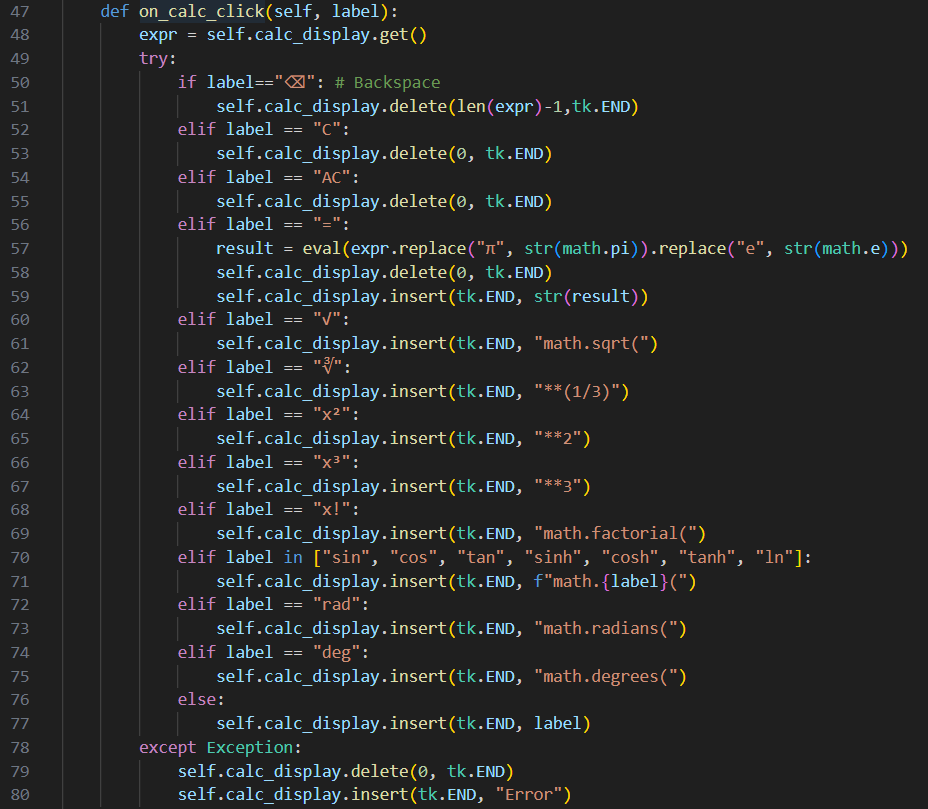 47 def on_calc_click(self, label):
48 expr = self.calc_display.get()
49 try:
50 if label=="⌫": # Backspace
51 self.calc_display.delete(len(expr)-1,tk.END)
52 elif label == "C":
53 self.calc_display.delete(0, tk.END)
54 elif label == "AC":
55 self.calc_display.delete(0, tk.END)
56 elif label == "=":
57 result = eval(expr.replace("π", str(math.pi)).replace("e", str(math.e)))
58 self.calc_display.delete(0, tk.END)
59 self.calc_display.insert(tk.END, str(result))
60 elif label == "√":
61 self.calc_display.insert(tk.END, "math.sqrt(")
62 elif label == "∛":
63 self.calc_display.insert(tk.END, "**(1/3)")
64 elif label == "x²":
65 self.calc_display.insert(tk.END, "**2")
66 elif label == "x³":
67 self.calc_display.insert(tk.END, "**3")
68 elif label == "x!":
69 self.calc_display.insert(tk.END, "math.factorial(")
70 elif label in ["sin", "cos", "tan", "sinh", "cosh", "tanh", "ln"]:
71 self.calc_display.insert(tk.END, f"math.{label}(")
72 elif label == "rad":
73 self.calc_display.insert(tk.END, "math.radians(")
74 elif label == "deg":
75 self.calc_display.insert(tk.END, "math.degrees(")
76 else:
77 self.calc_display.insert(tk.END, label)
78 except Exception:
79 self.calc_display.delete(0, tk.END)
80 self.calc_display.insert(tk.END, "Error")